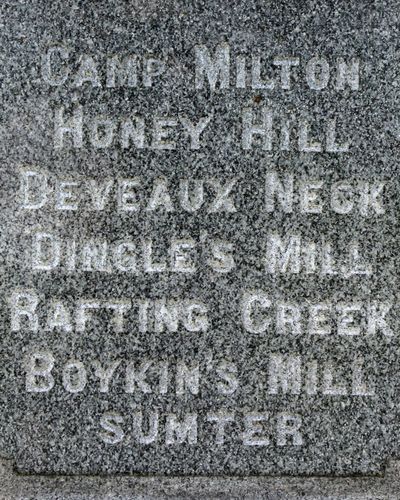 CAMP MILTON
HONEY HILL
DEVEAUX NECK
DINGLE'S MILL
RAFTING CREEK
BOYKIN'S MILL
SUMTER